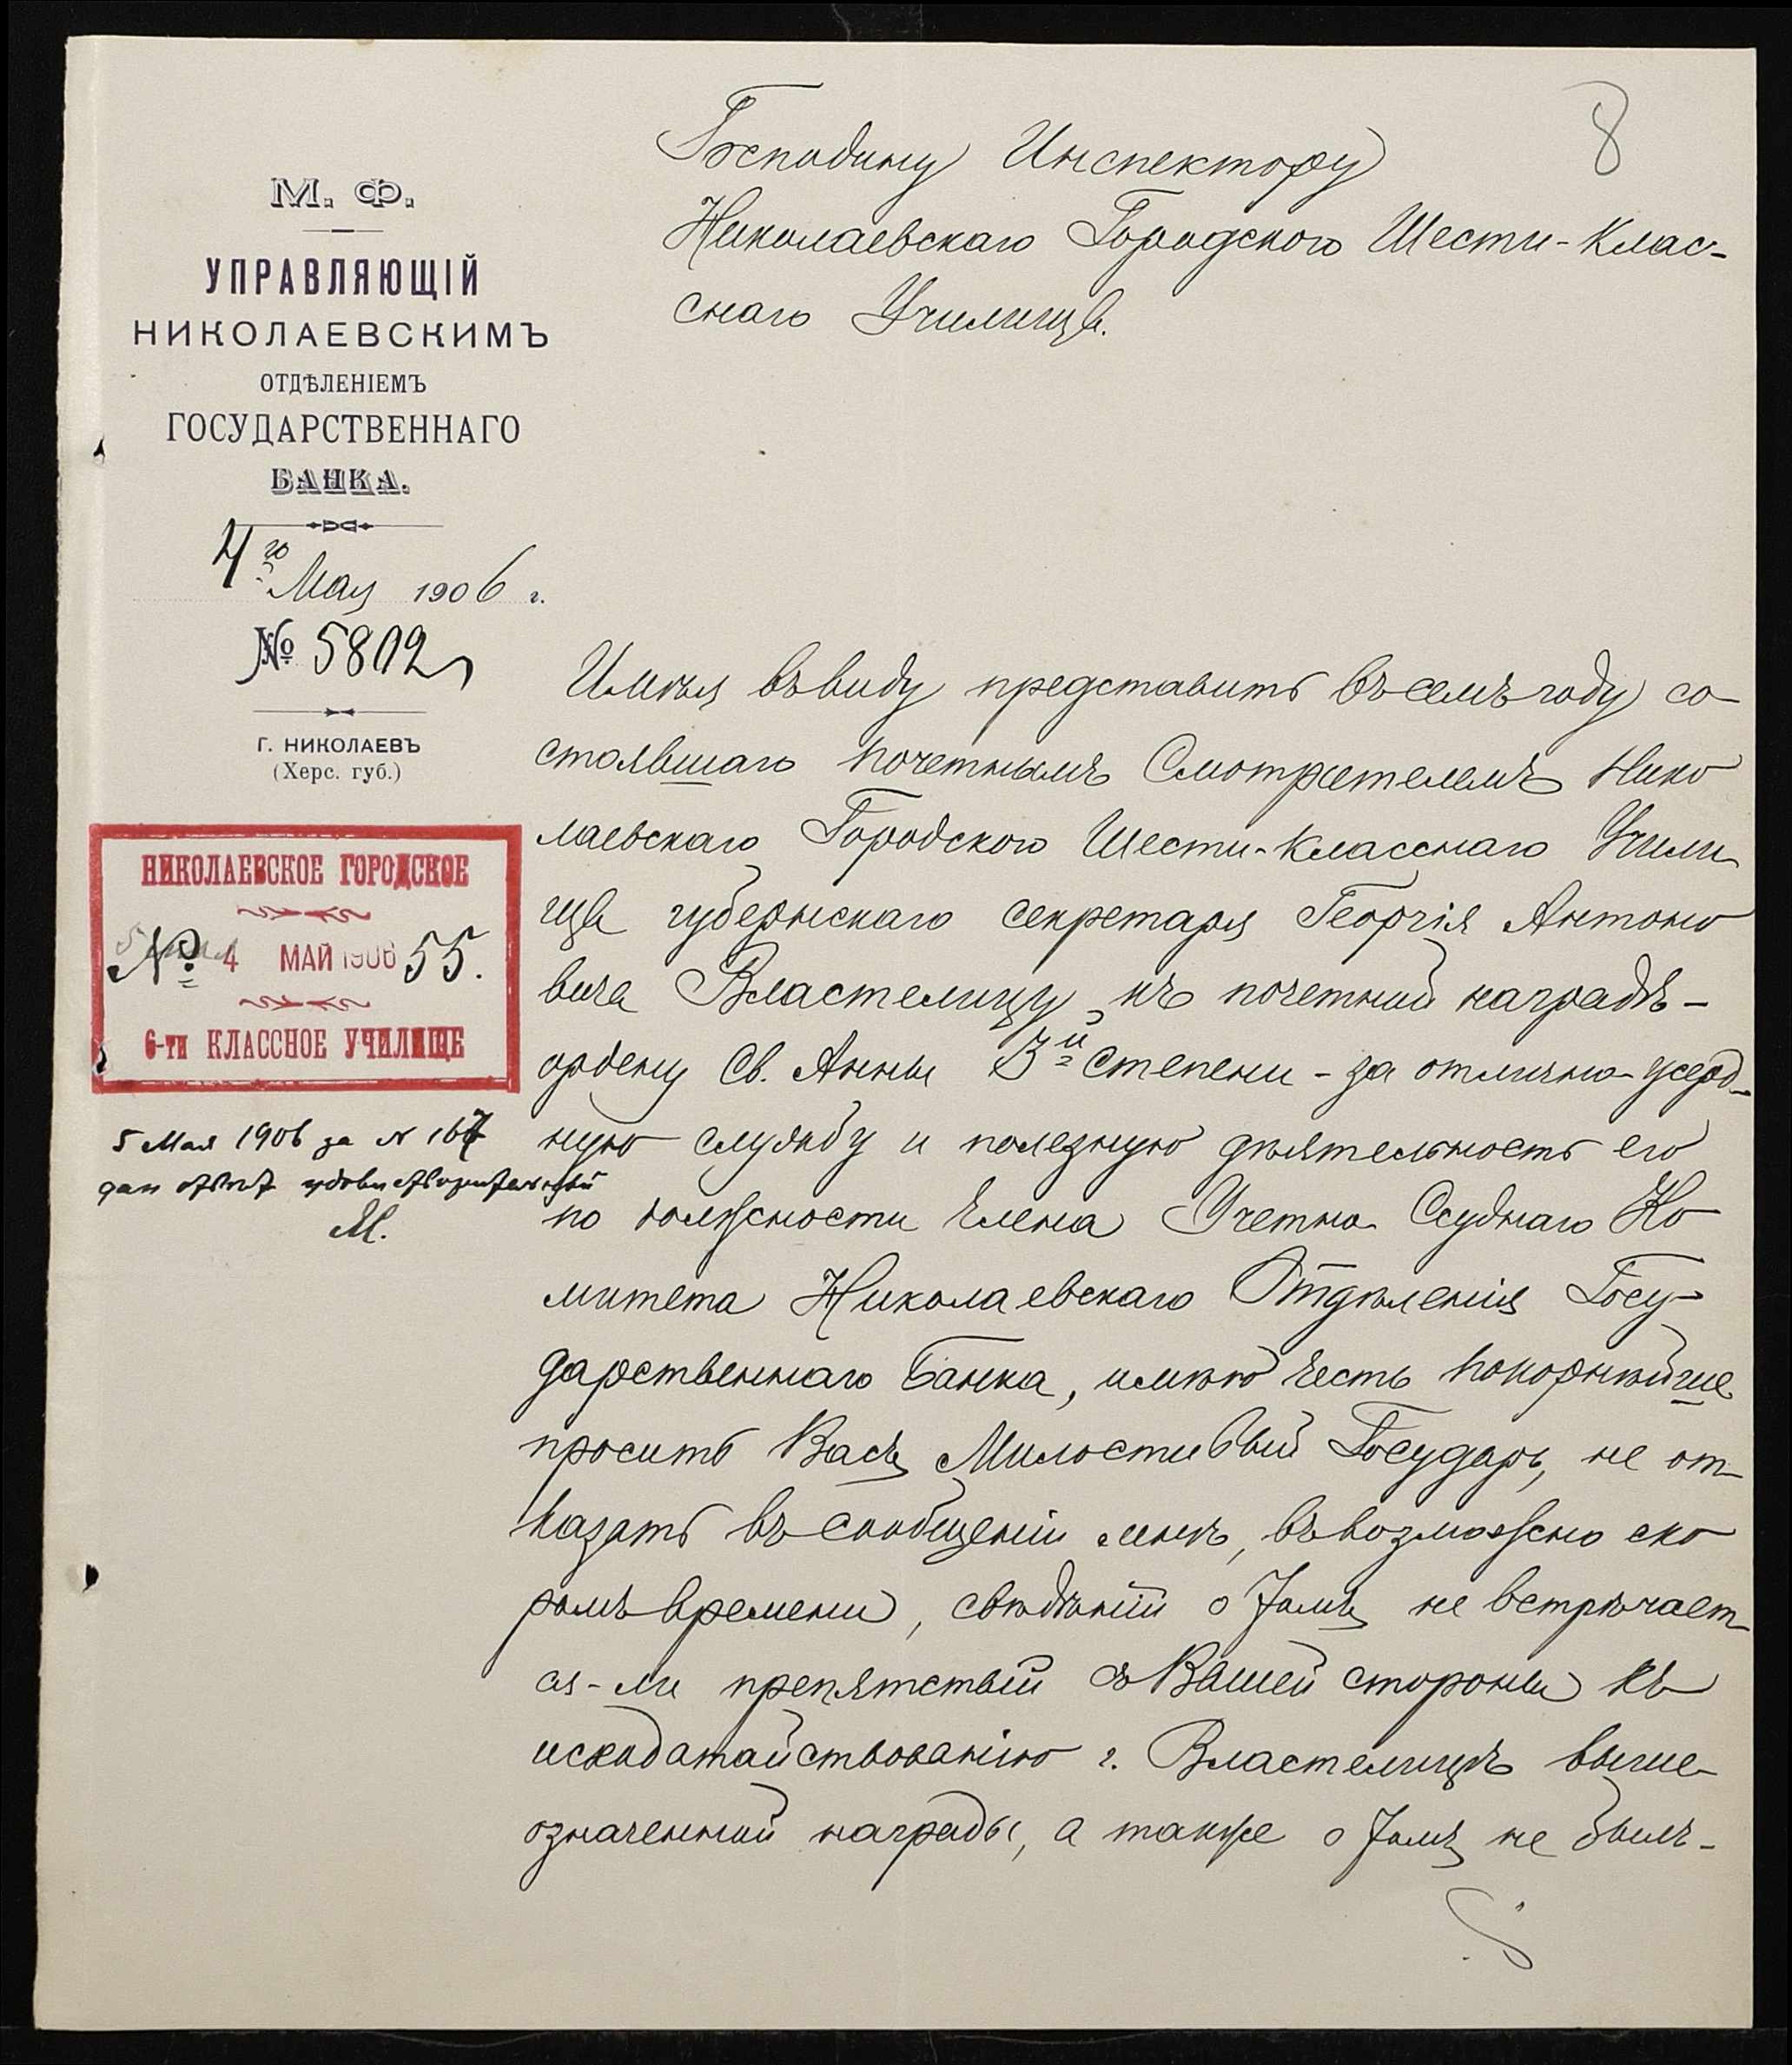 8
Господину Инспектору
Николаевскаго Городского Шести-клас-
снаго Училища.
М. Ф.
УПРАВЛЯЮЩІЙ
НИКОЛАЕВСКИМЪ
ОТДѢЛЕНІЕМЪ
ГОСУДАРСТВЕННАГО
БАНКА.
4го Мая 1906 г.
№ 5802
Г. НИКОЛАЕВЪ
(Херс. губ.)
НИКОЛАЕВСКОЕ ГОРОДСКОЕ
№ 4 МАЙ 1906 55.
6-ти КЛАССНОЕ УЧИЛИЩЕ
5 Мая 1906 за N 167
дан отвѣт удовлетворительный
М.
Имѣя въ виду представить въ семъ году со-
стоявшаго почетнымъ Смотрителемъ Нико
лаевскаго Городского Шести-классного Учили-
ща губернскаго секретаря Георгія Антоно
вича Властелицу къ почетной наградѣ -
ордену Св. Анны 3й степени - за отлично-усерд-
ную службу и полезную дѣятельность его
по должности Члена Учетно-Ссуднаго Ко-
митета Николаевскаго Отдѣленія Госу-
дарственнаго Банка, имѣю честь покорнѣйше
просить Васъ, Милостивый Государь, не от-
казать въ сообщеніи мнѣ, въ возможно ско
ромъ времени, свѣдѣній о томъ не встрѣчает-
ся-ли препятствій съ Вашей стороны къ
исходатайствованію г. Властелицѣ выше-
означенной награды, а также о томъ не былъ-